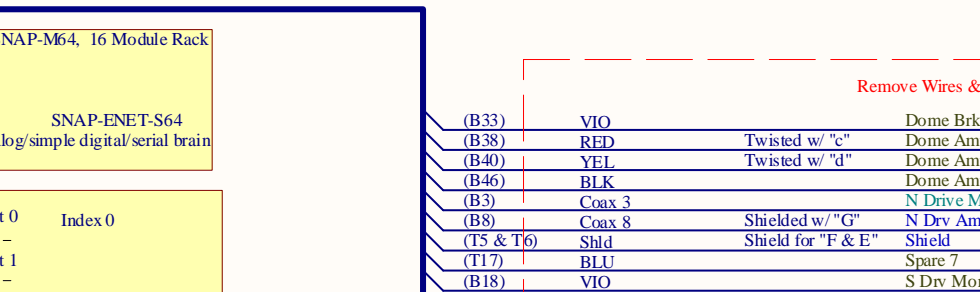 NAP-M64, 16 Module Rack
SNAP-ENET-S64
log/simple digital/serial brain
t 0 Index 0
t 1
Remove Wires &
(B33) VIO Dome Brk
(B38) RED Twisted w/ "c" Dome Am
(B40) YEL Twisted w/ "d" Dome Am
(B46) BLK Dome Am
(B3) Coax 3 N Drive M
(B8) Coax 8 Shielded w/ "G" N Drv Am
(T5 & T6) Shld Shield for "F & E" Shield
(T17) BLU Spare 7
(B18) VIO S Drv Mo